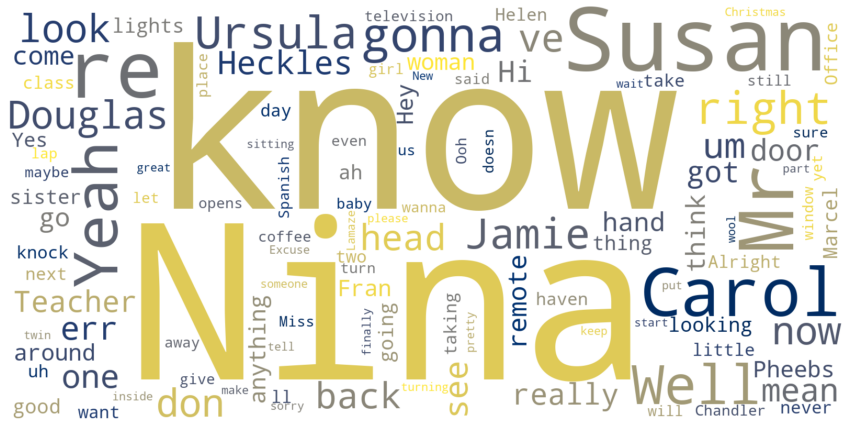 look
lights
television
Helen
Christmas
come
Ursula
gonna
ve
Susan
Heckles
woman
class
re
place
girl
New
said
Hi
wait
take
still
Office
Douglas
know
day
Hey
right
Yes
sitting
even
us
Ooh
doesn
um
door
sure
yet
lap
maybe
Yeah
great
ah
got
part
sister
let
opens
Spanish
baby
wanna
think
Mr
wool
window
Marcel
go
Nina
coffee
Lamaze
please
head
Jamie
hand
thing
knock
Excuse
two
next
turn
Fran
remote
haven
Carol
Alright
put
Teacher
someone
anything
Miss
finally
going
taking
pretty
keep
start
looking
now
err
twin
away
tell
around
little
uh
one
give
ll
make
sorry
back
turning
see
really
Well
Pheebs
mean
good
want
inside
don
will
Chandler
never